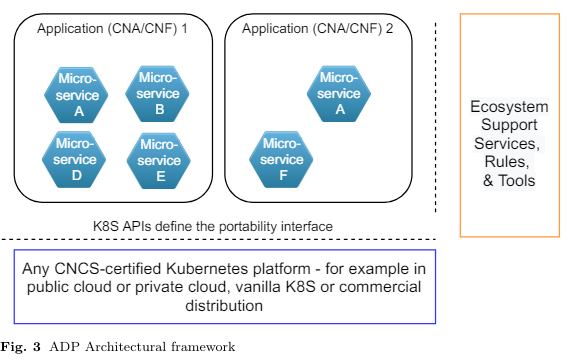 Application (CNA/CNF) 1
Micro-
service
A
Micro-
service
B
Micro-
service
D
Micro-
service
E
Application (CNA/CNF) 2
Micro-
service
A
Micro-
service
F
Ecosystem
Support
Services,
Rules,
& Tools
K8S APIs define the portability interface
Any CNCS-certified Kubernetes platform - for example in
public cloud or private cloud, vanilla K8S or commercial
distribution
Fig. 3 ADP Architectural framework